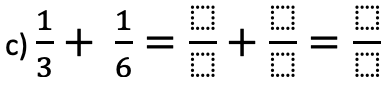 c) 1/3 + 1/6 = ⬚/⬚ + ⬚/⬚ = ⬚/⬚